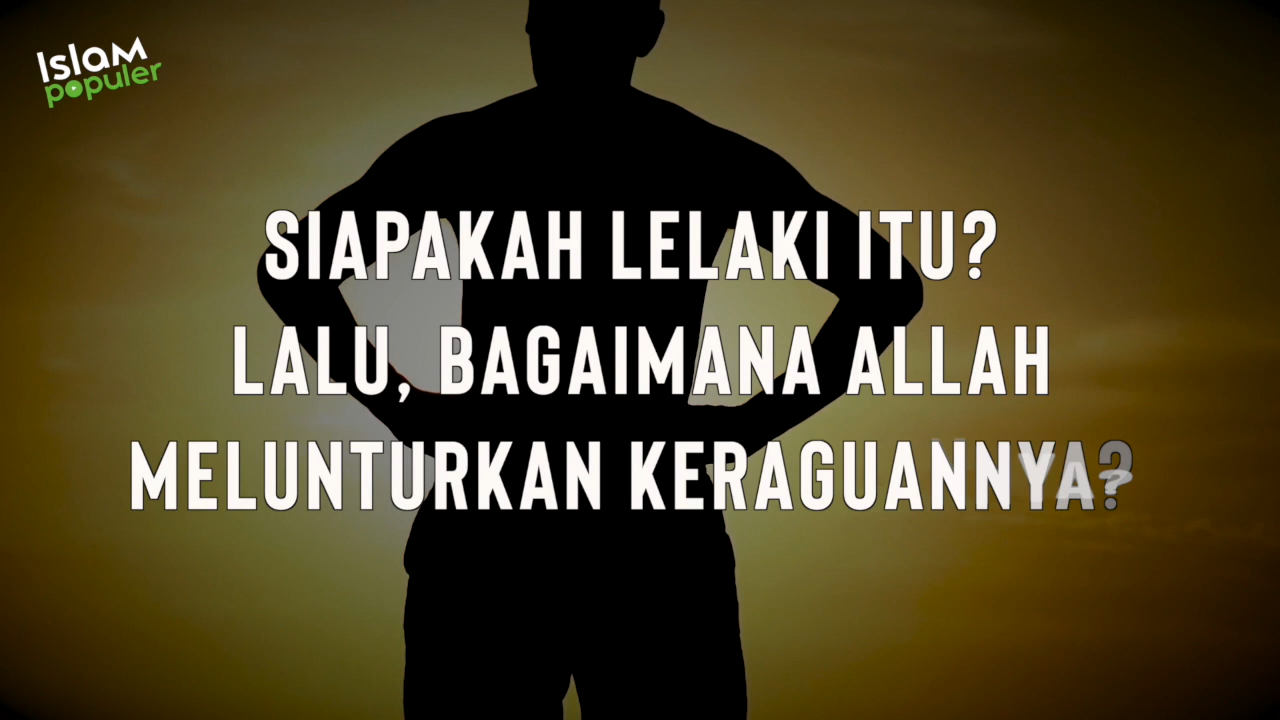 Islam
populer
SIAPAKAH LELAKI ITU?
LALU, BAGAIMANA ALLAH
MELUNTURKAN KERAGUANNYA?